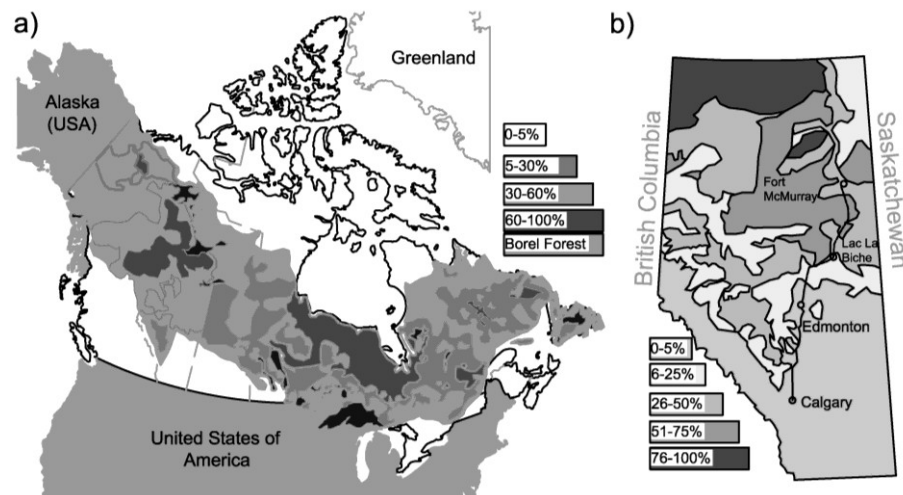 a)
Greenland
Alaska
(USA)
0-5%
5-30%
30-60%
60-100%
Borel Forest
United States of
America
b)
British Columbia
Saskatchewan
Fort
McMurray
Lac La
Biche
Edmonton
Calgary
0-5%
6-25%
26-50%
51-75%
76-100%